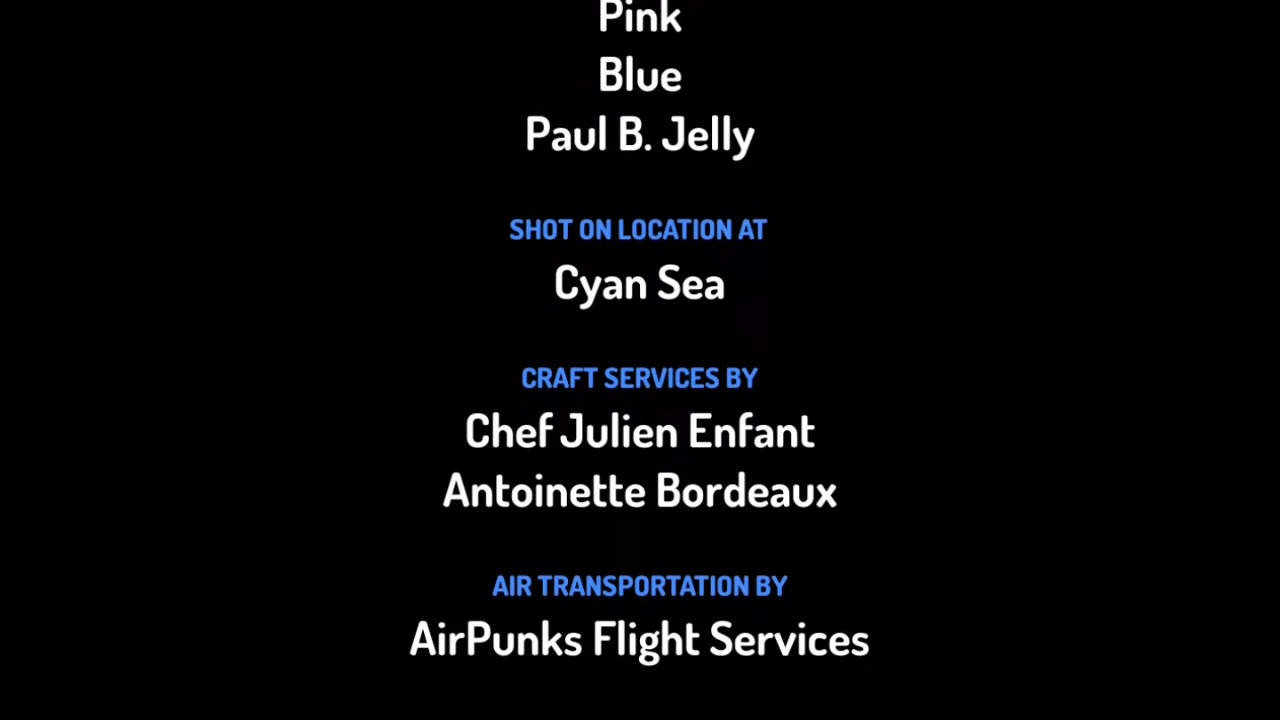 Pink
Blue
Paul B. Jelly
SHOT ON LOCATION AT
Cyan Sea
CRAFT SERVICES BY
Chef Julien Enfant
Antoinette Bordeaux
AIR TRANSPORTATION BY
AirPunks Flight Services